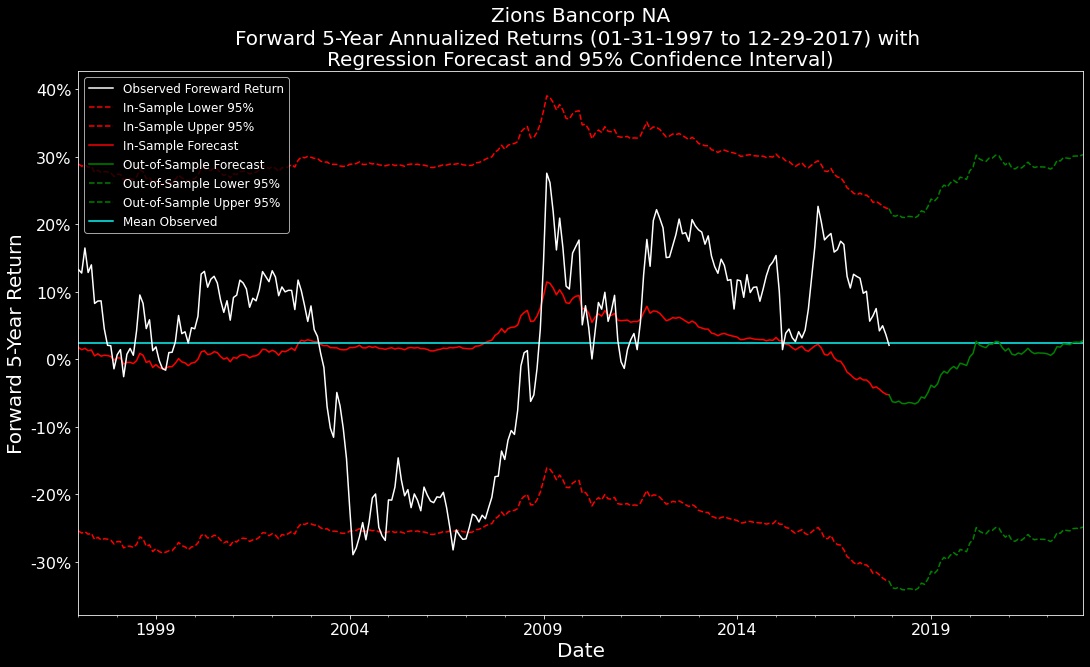 Zions Bancorp NA
Forward 5-Year Annualized Returns (01-31-1997 to 12-29-2017) with
Regression Forecast and 95% Confidence Interval)
Observed Foreward Return
In-Sample Lower 95%
In-Sample Upper 95%
In-Sample Forecast
Out-of-Sample Forecast
Out-of-Sample Lower 95%
Out-of-Sample Upper 95%
Mean Observed
Forward 5-Year Return
40%
30%
20%
10%
0%
-10%
-20%
-30%
1999 2004 2009 2014 2019
Date